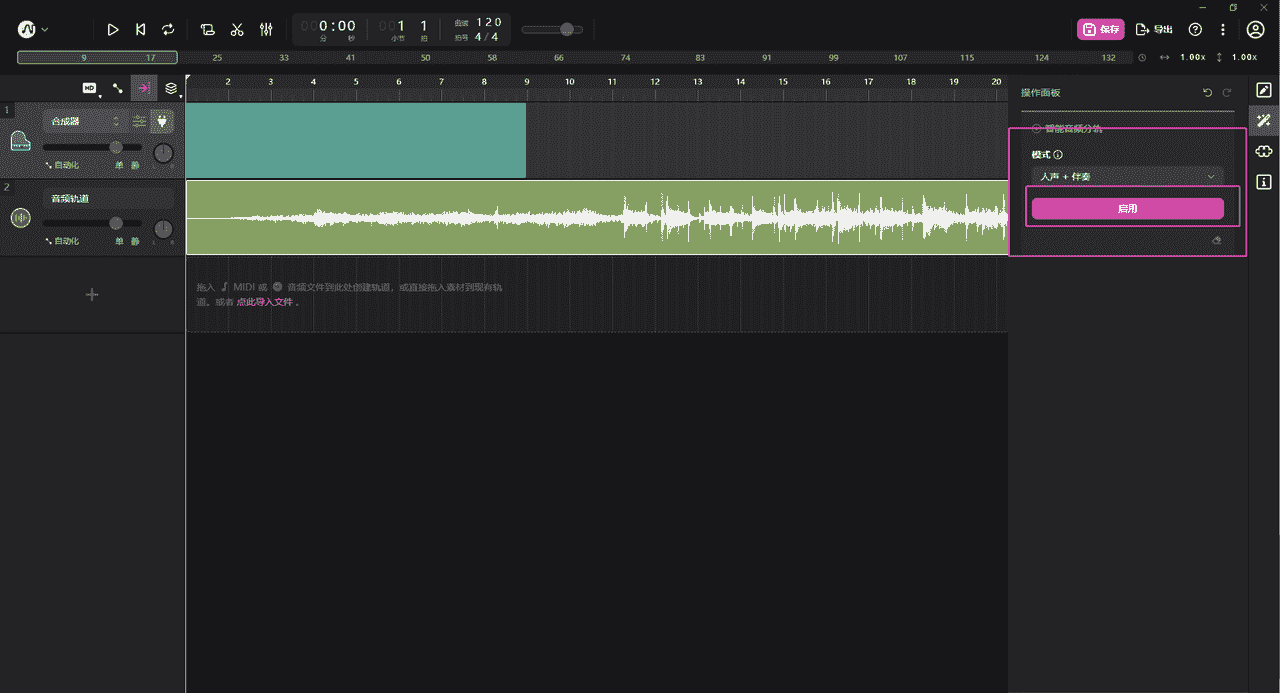 0:00 1 1 曲速 120
分 秒 小节 拍 拍号 4/4
保存 导出
9 17 25 33 41 50 58 66 74 83 91 99 107 115 124 132 1.00x 1.00x
HD 2 3 4 5 6 7 8 9 10 11 12 13 14 15 16 17 18 19 20
操作面板
1
合成器
自动化 单 静 L R
智能音频分轨
模式
人声 + 伴奏
启用
2
音频轨道
自动化 单 静 L R
拖入 MIDI 或 音频文件到此处创建轨道，或直接拖入素材到现有轨
道。或者 点此导入文件 。